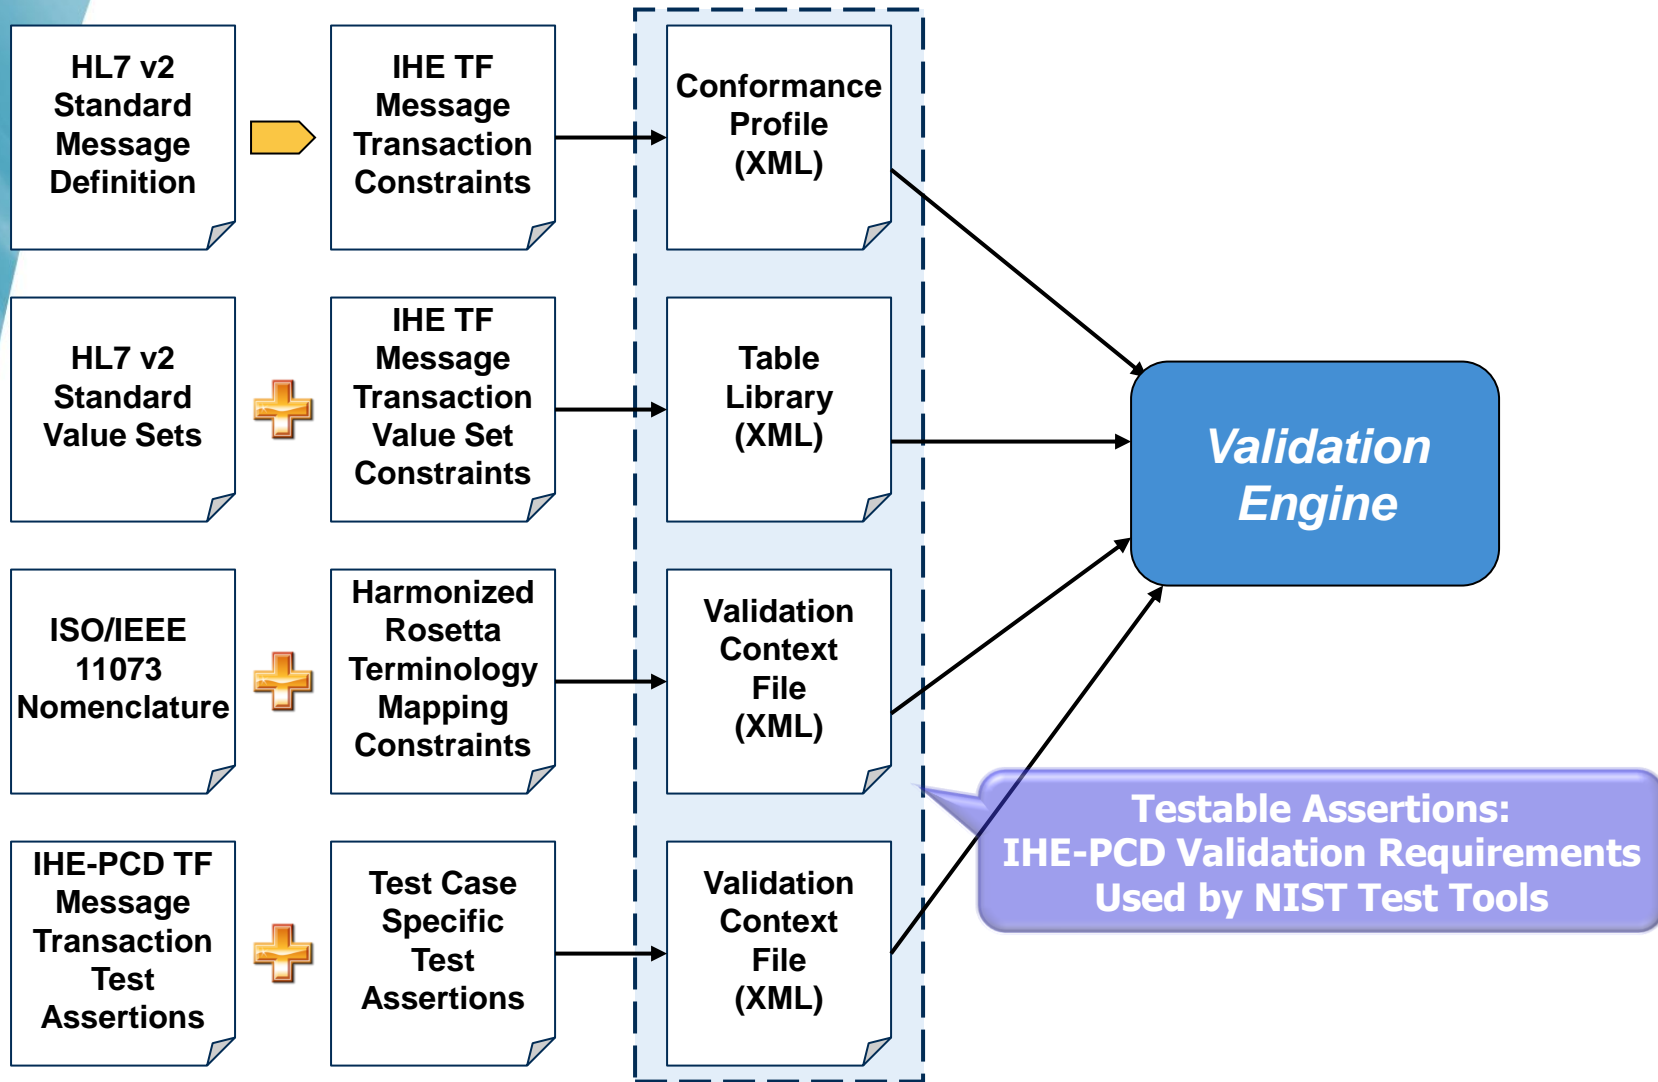 HL7 v2
Standard
Message
Definition
IHE TF
Message
Transaction
Constraints
Conformance
Profile
(XML)
HL7 v2
Standard
Value Sets
IHE TF
Message
Transaction
Value Set
Constraints
Table
Library
(XML)
Validation
Engine
ISO/IEEE
11073
Nomenclature
Harmonized
Rosetta
Terminology
Mapping
Constraints
Validation
Context
File
(XML)
Testable Assertions:
IHE-PCD Validation Requirements
Used by NIST Test Tools
IHE-PCD TF
Message
Transaction
Test
Assertions
Test Case
Specific
Test
Assertions
Validation
Context
File
(XML)